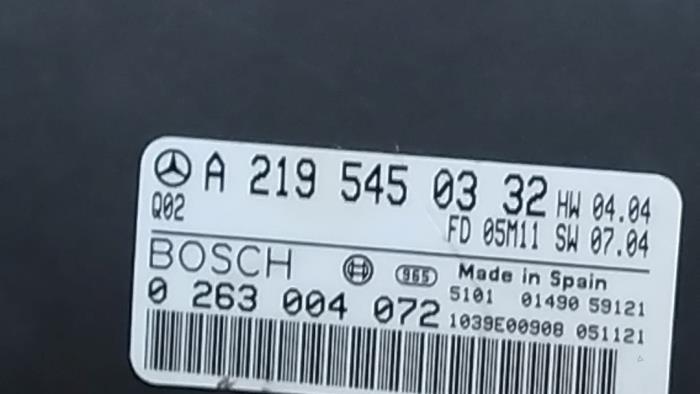 A 219 545 03 32 HW 04.04
Q02 FD 05M11 SW 07.04
BOSCH 965 Made in Spain
0 263 004 072 5101 01490 59121
1039E00908 051121